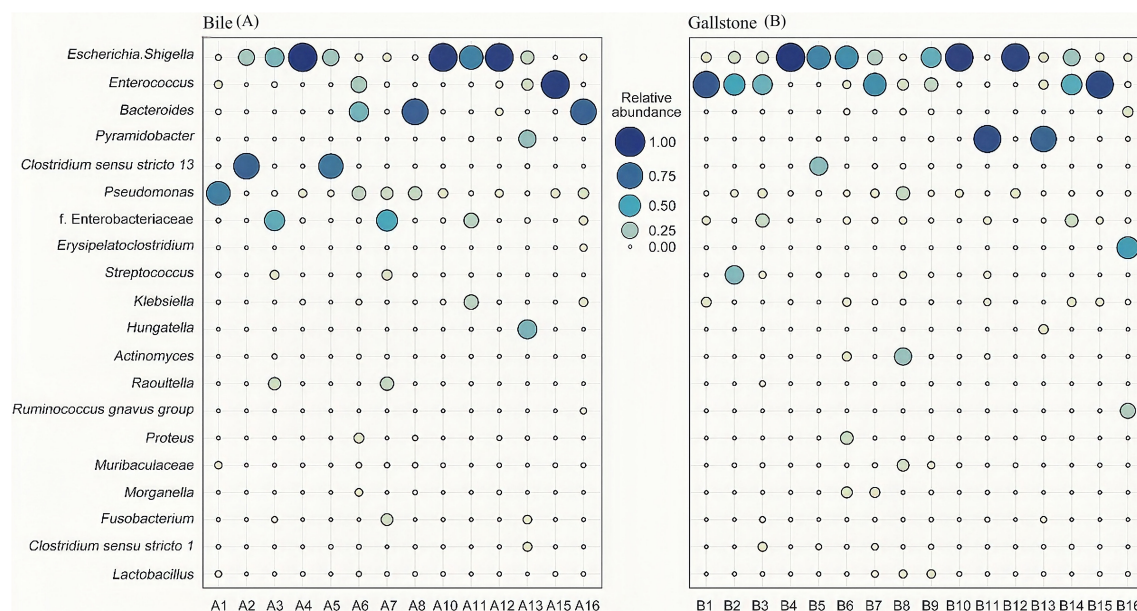 Bile (A)
Gallstone (B)
Escherichia.Shigella
Enterococcus
Bacteroides
Pyramidobacter
Clostridium sensu stricto 13
Pseudomonas
f. Enterobacteriaceae
Erysipelatoclostridium
Streptococcus
Klebsiella
Hungatella
Actinomyces
Raoultella
Ruminococcus gnavus group
Proteus
Muribaculaceae
Morganella
Fusobacterium
Clostridium sensu stricto 1
Lactobacillus
Relative
abundance
1.00
0.75
0.50
0.25
0.00
A1 A2 A3 A4 A5 A6 A7 A8 A10 A11 A12 A13 A15 A16
B1 B2 B3 B4 B5 B6 B7 B8 B9 B10 B11 B12 B13 B14 B15